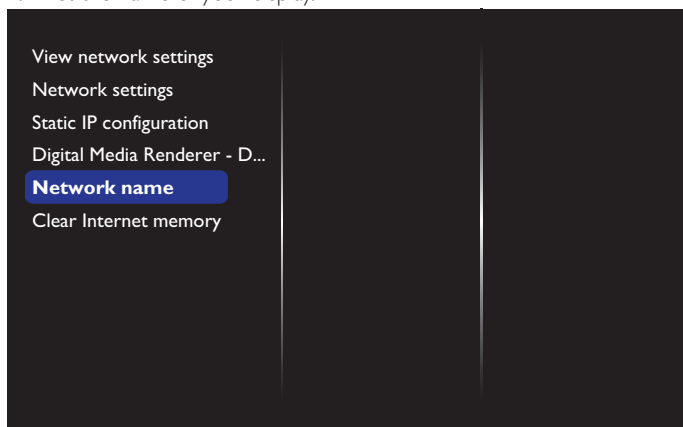 View network settings
Network settings
Static IP configuration
Digital Media Renderer - D...
Network name
Clear Internet memory